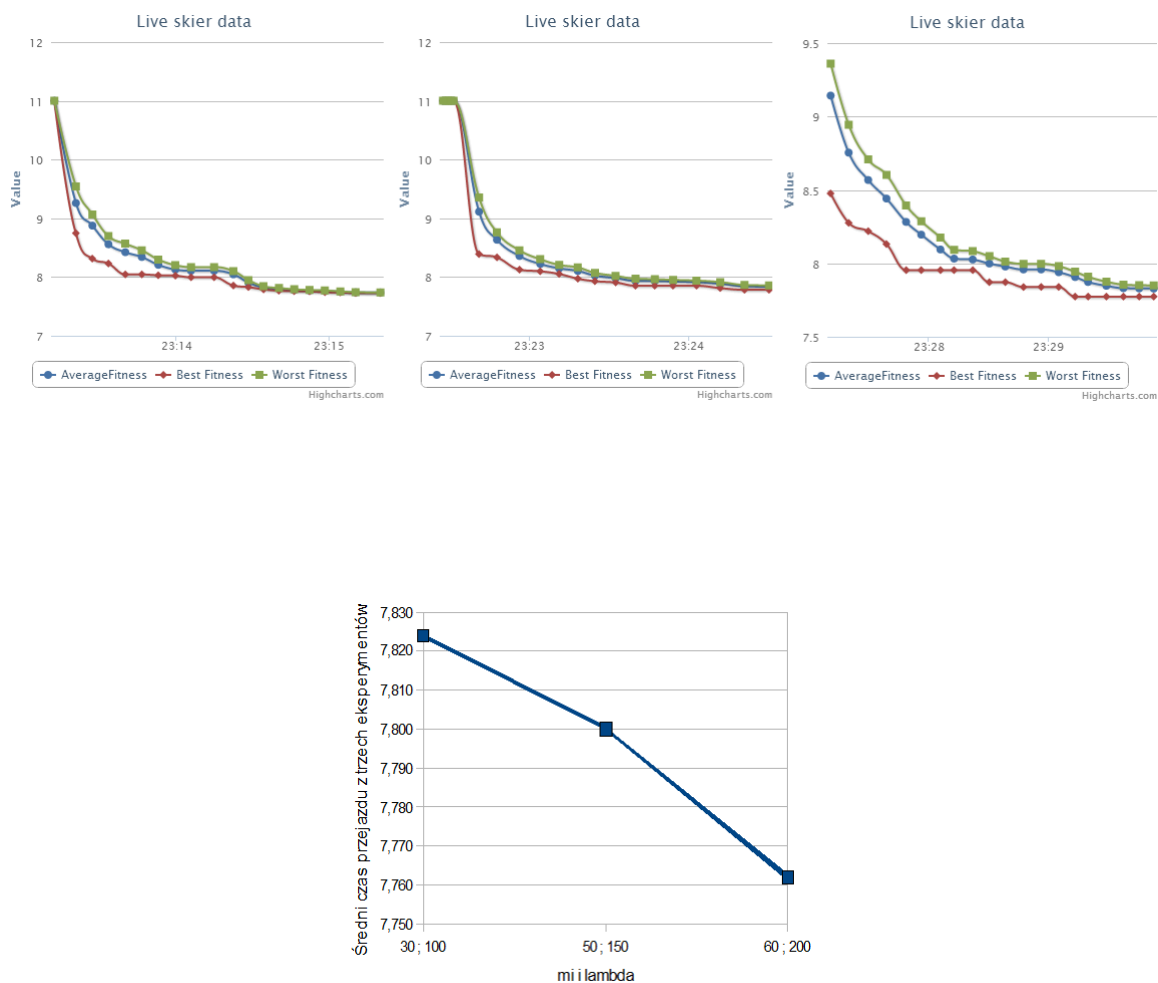 Live skier data
12
11
10
9
8
7
Value
23:14
23:15
AverageFitness Best Fitness Worst Fitness
Highcharts.com
Live skier data
12
11
10
9
8
7
Value
23:23
23:24
AverageFitness Best Fitness Worst Fitness
Highcharts.com
Live skier data
9.5
9
8.5
8
7.5
Value
23:28
23:29
AverageFitness Best Fitness Worst Fitness
Highcharts.com
Średni czas przejazdu z trzech eksperymentów
7,830
7,820
7,810
7,800
7,790
7,780
7,770
7,760
7,750
30 ; 100
50 ; 150
60 ; 200
mi i lambda